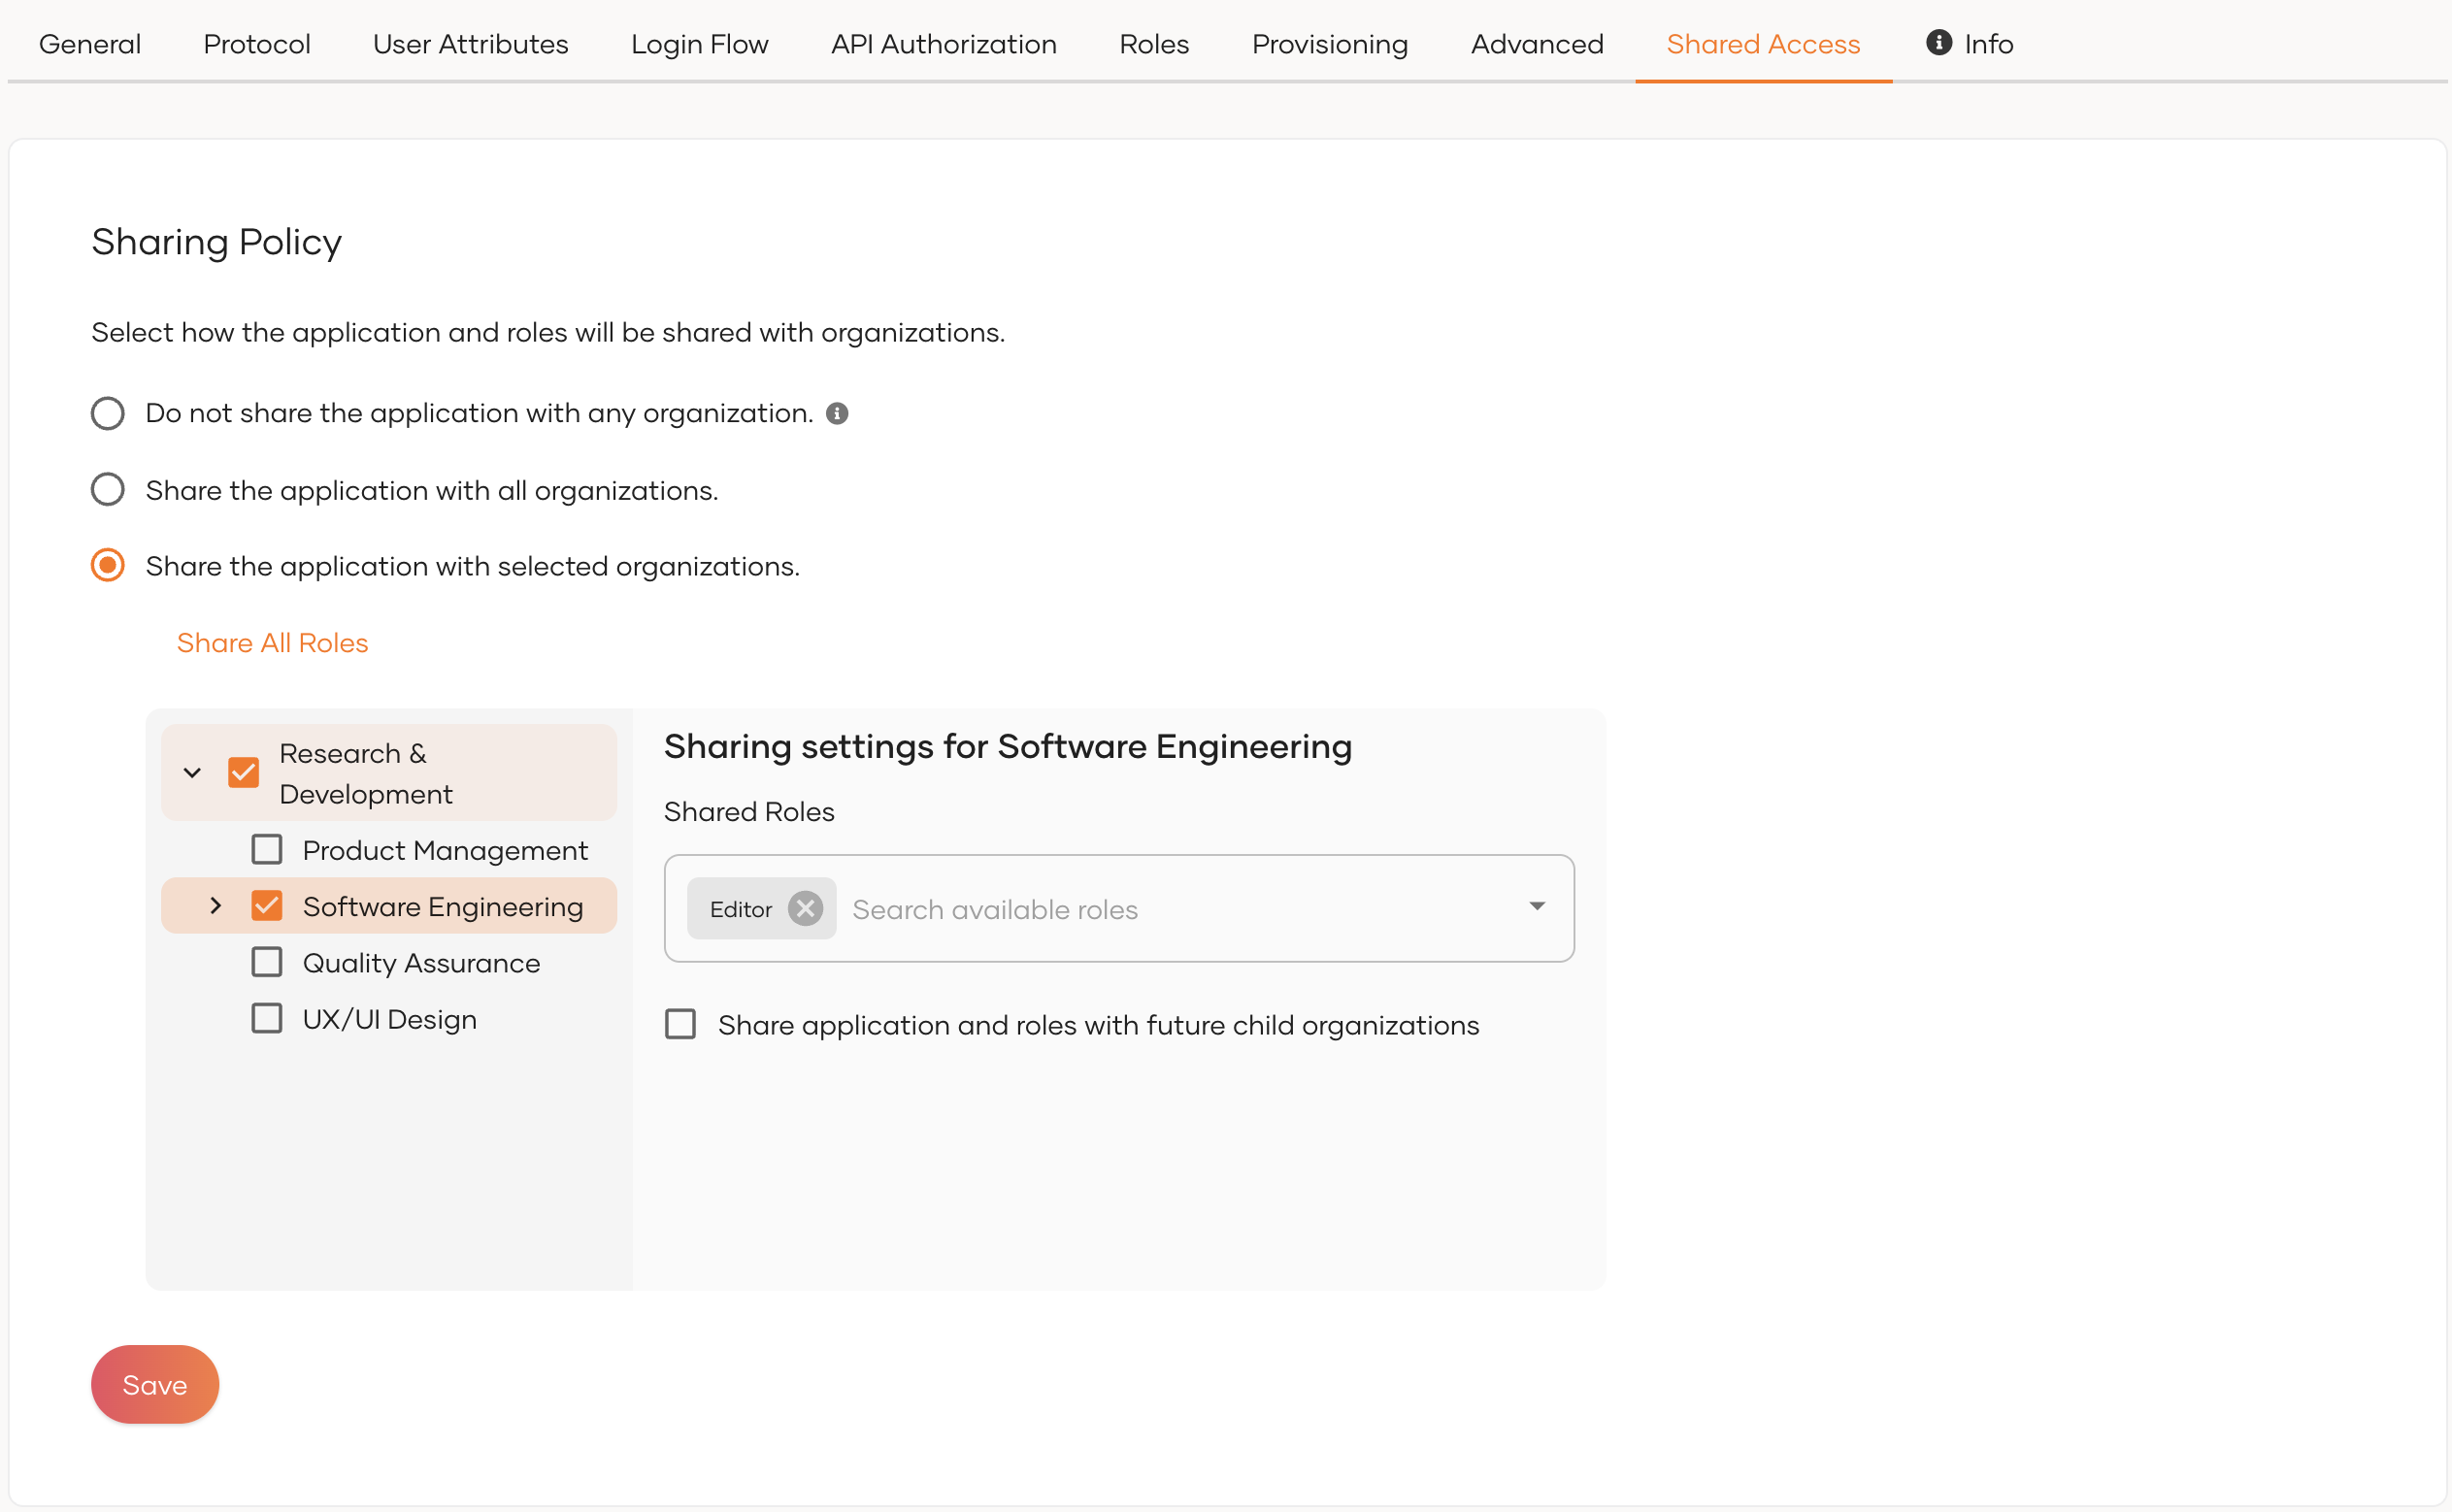 General Protocol User Attributes Login Flow API Authorization Roles Provisioning Advanced Shared Access Info
Sharing Policy
Select how the application and roles will be shared with organizations.
Do not share the application with any organization.
Share the application with all organizations.
Share the application with selected organizations.
Share All Roles
Research &
Development
Product Management
Software Engineering
Quality Assurance
UX/UI Design
Sharing settings for Software Engineering
Shared Roles
Editor Search available roles
Share application and roles with future child organizations
Save